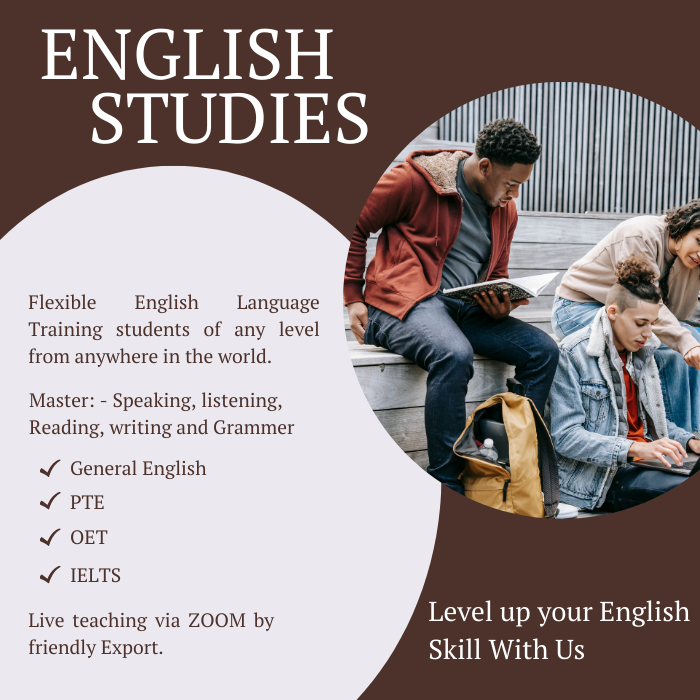 ENGLISH
STUDIES
Flexible English Language
Training students of any level
from anywhere in the world.
Master: - Speaking, listening,
Reading, writing and Grammer
General English
PTE
OET
IELTS
Live teaching via ZOOM by
friendly Export.
Level up your English
Skill With Us